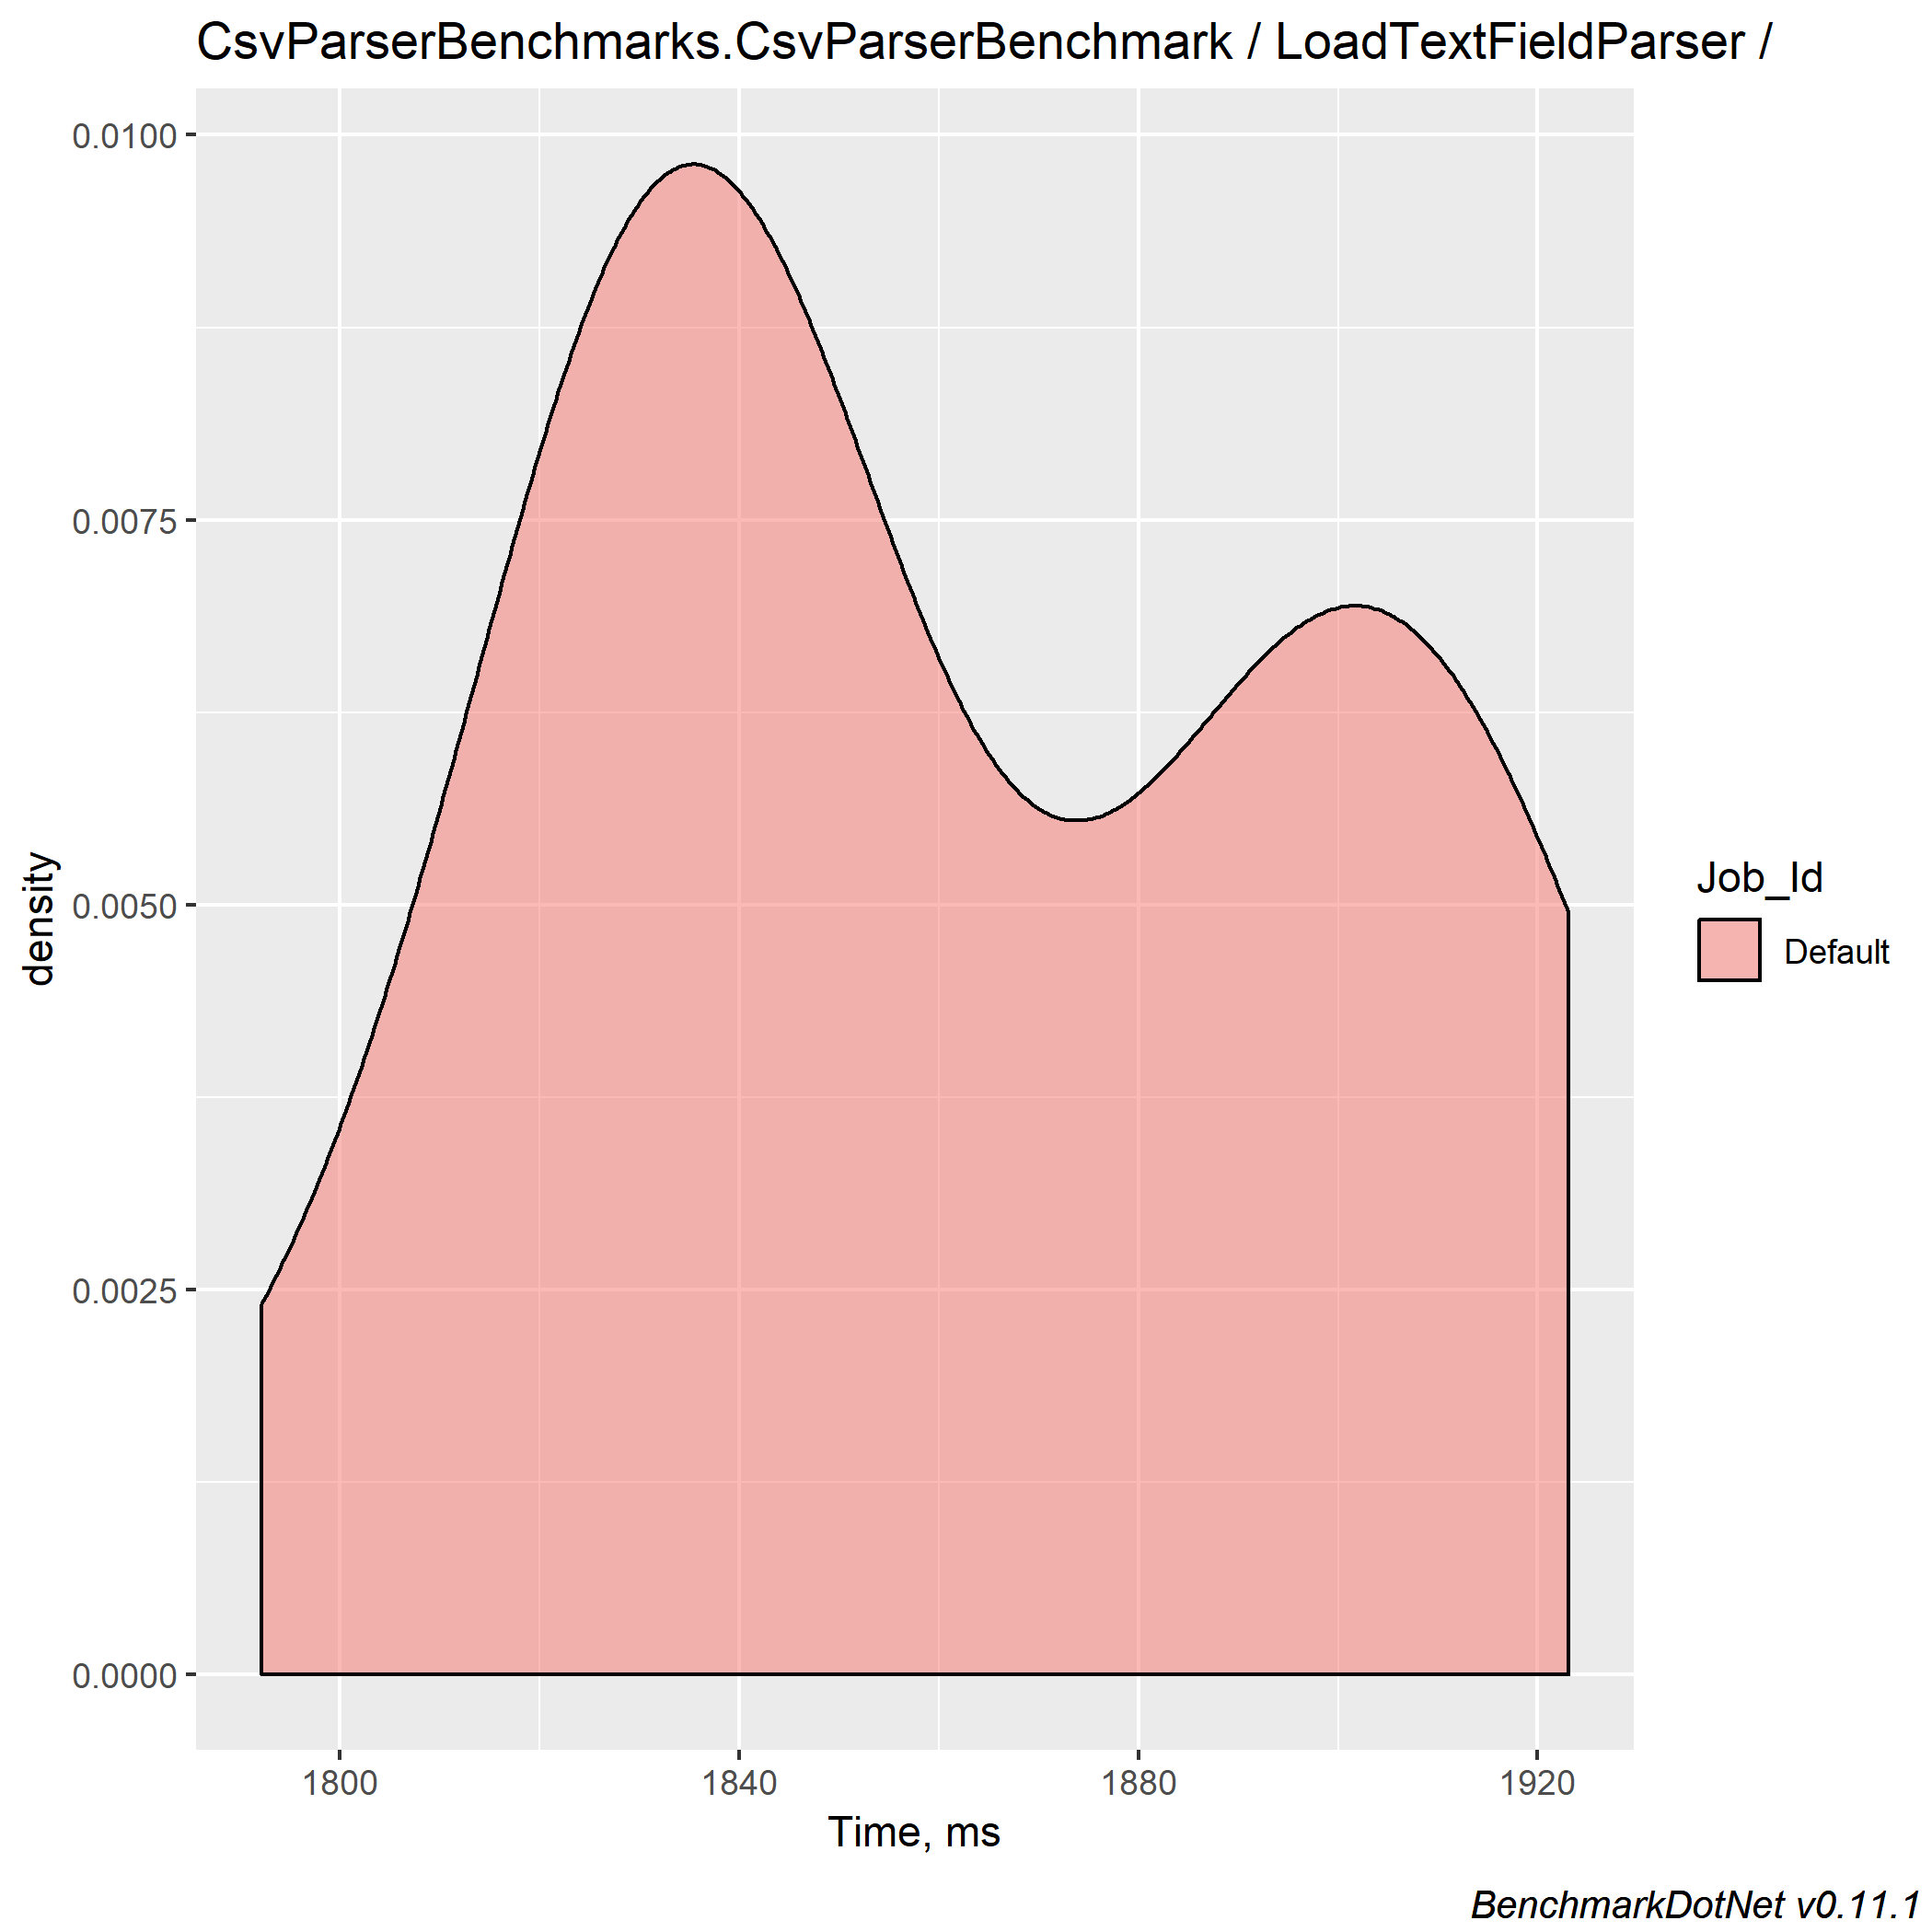 CsvParserBenchmarks.CsvParserBenchmark / LoadTextFieldParser /
0.0100
0.0075
0.0050
0.0025
0.0000
density
1800 1840 1880 1920
Time, ms
Job_Id
Default
BenchmarkDotNet v0.11.1